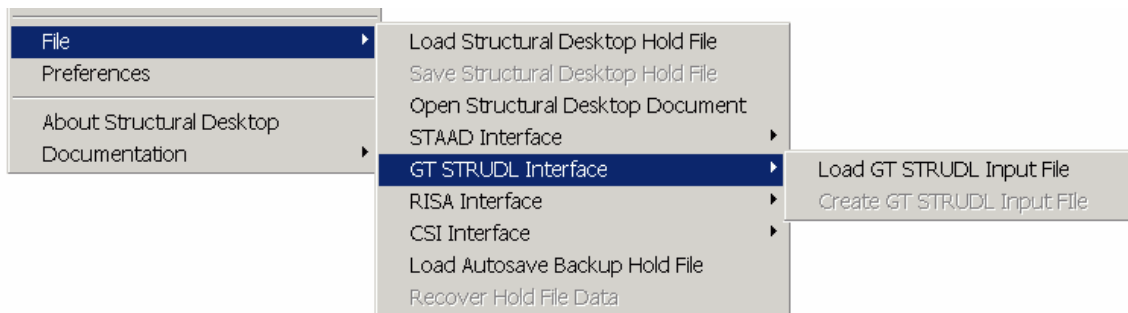 File
Preferences
About Structural Desktop
Documentation
Load Structural Desktop Hold File
Save Structural Desktop Hold File
Open Structural Desktop Document
STAAD Interface
GT STRUDL Interface
RISA Interface
CSI Interface
Load Autosave Backup Hold File
Recover Hold File Data
Load GT STRUDL Input File
Create GT STRUDL Input FIle